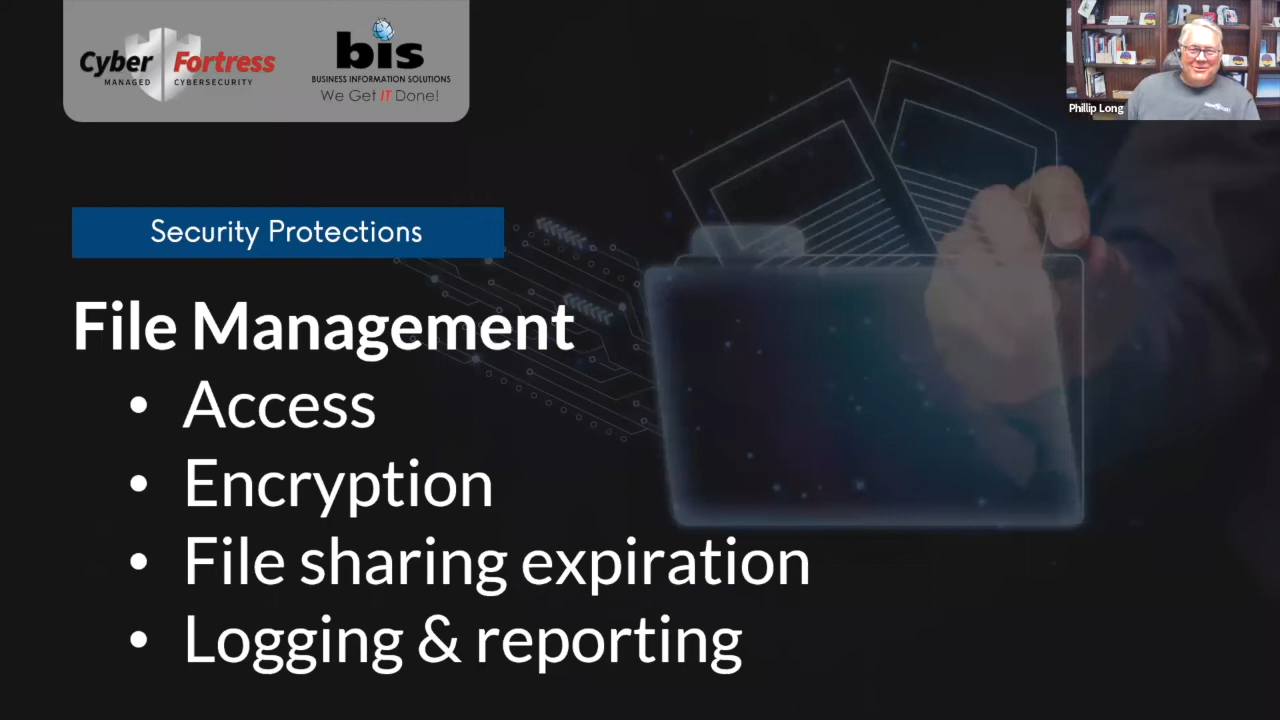 Cyber Fortress
MANAGED CYBERSECURITY
bis
BUSINESS INFORMATION SOLUTIONS
We Get IT Done!
Phillip Long
Security Protections
File Management
• Access
• Encryption
• File sharing expiration
• Logging & reporting